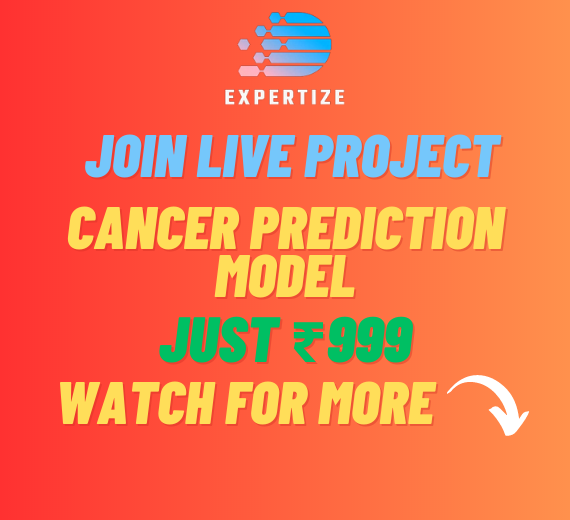 EXPERTIZE
JOIN LIVE PROJECT
CANCER PREDICTION
MODEL
JUST ₹999
WATCH FOR MORE